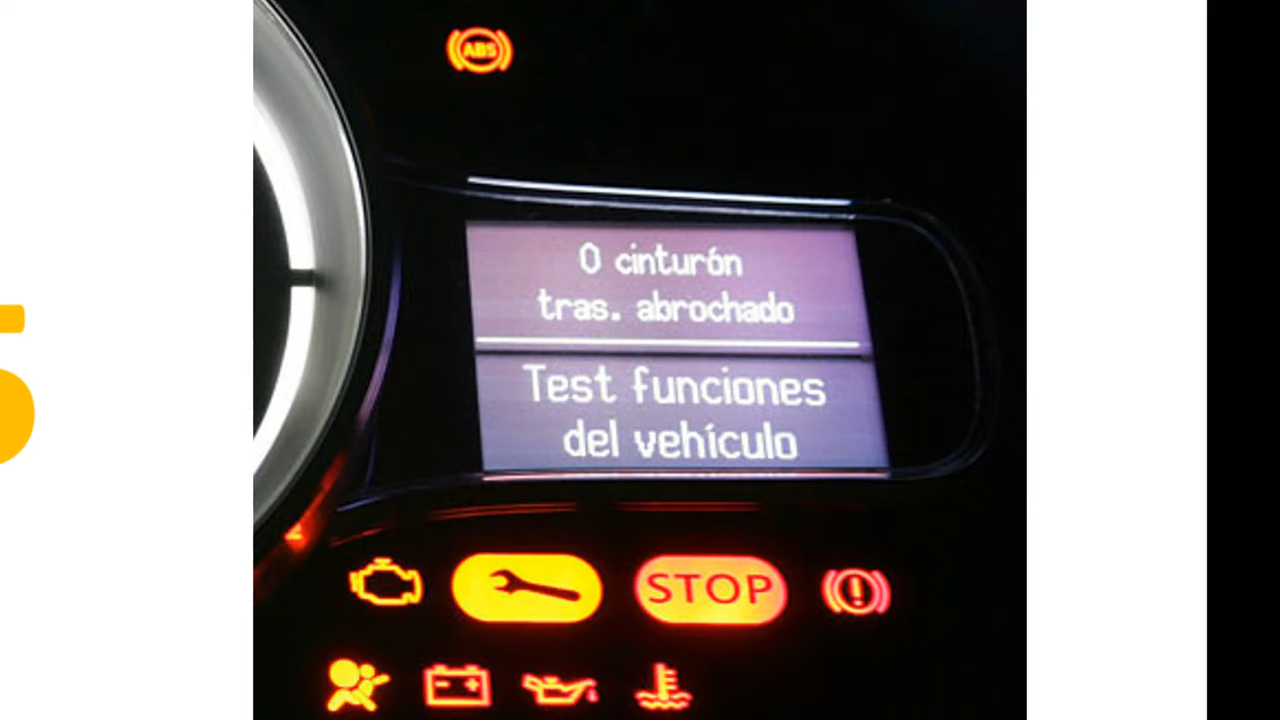 ABS
0 cinturón
tras. abrochado
Test funciones
del vehículo
STOP